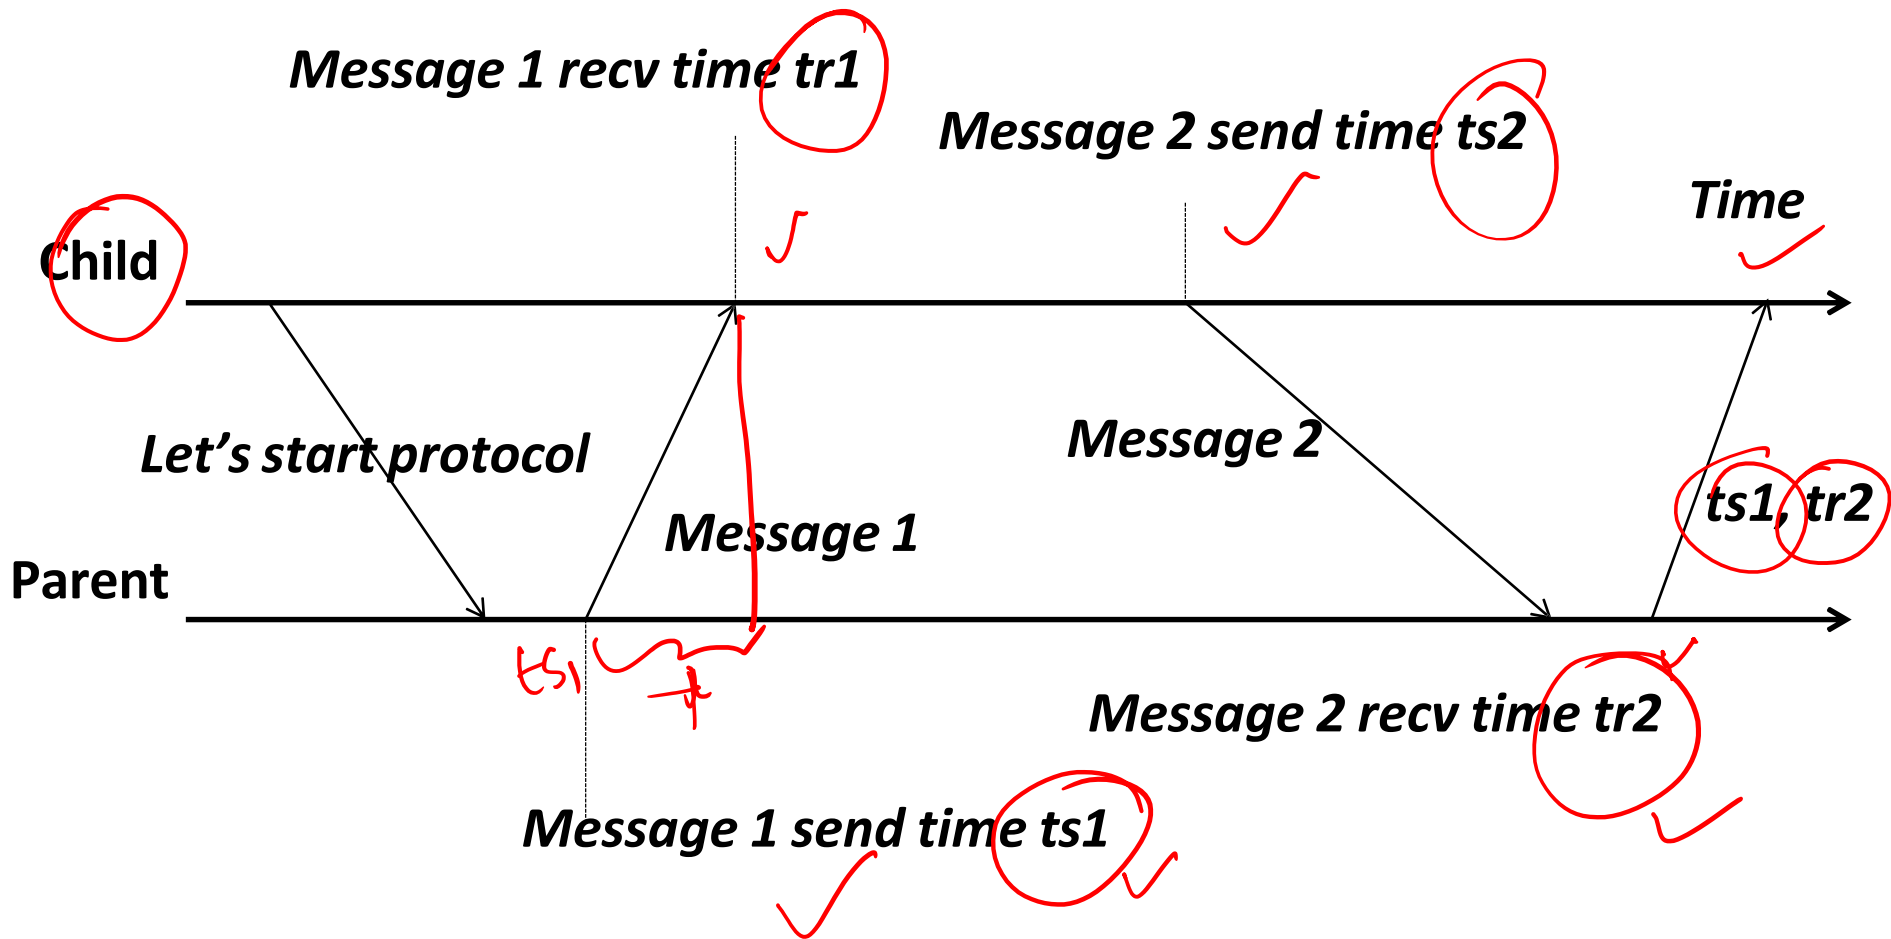 Message 1 recv time tr1
Message 2 send time ts2
Time
Child
Let's start protocol
Message 2
Message 1
ts1, tr2
Parent
ts1
Message 2 recv time tr2
Message 1 send time ts1